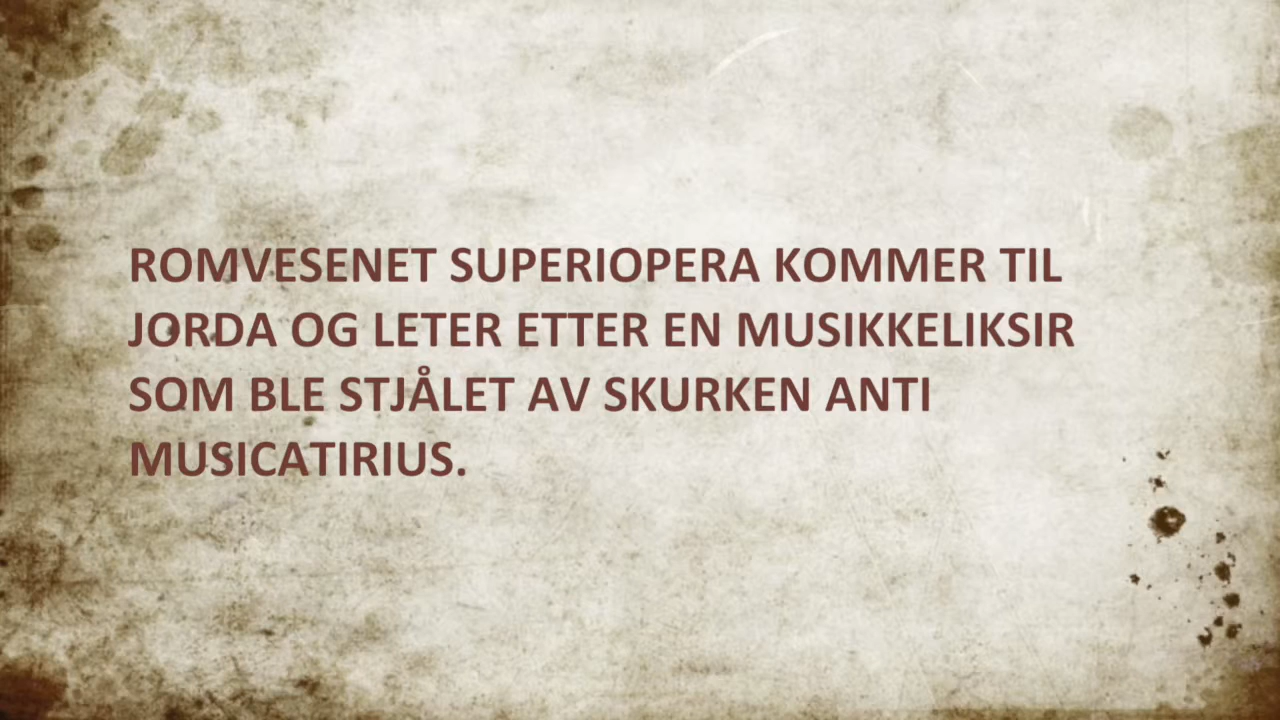 ROMVESENET SUPERIOPERA KOMMER TIL
JORDA OG LETER ETTER EN MUSIKKELIKSIR
SOM BLE STJÅLET AV SKURKEN ANTI
MUSICATIRIUS.